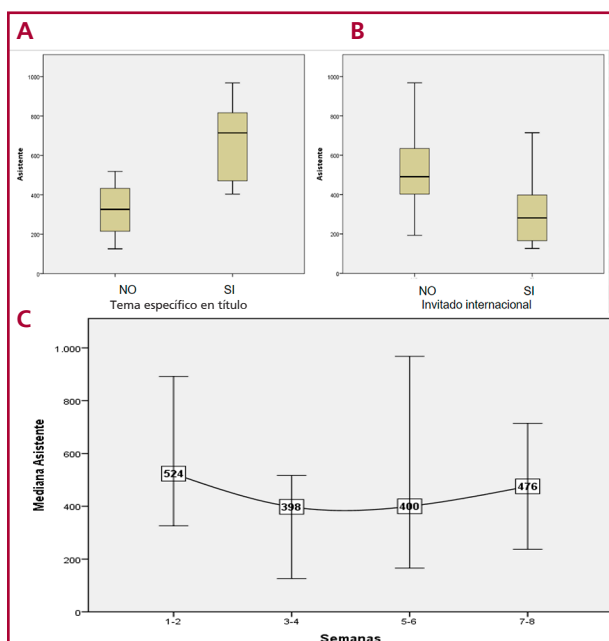 A
B
1000
800
600
400
200
0
Asistente
NO
SI
Tema específico en título
1000
800
600
400
200
0
Asistente
NO
SI
Invitado internacional
C
1.000
800
600
400
200
0
Mediana Asistente
524
398
400
476
1-2
3-4
5-6
7-8
Semanas